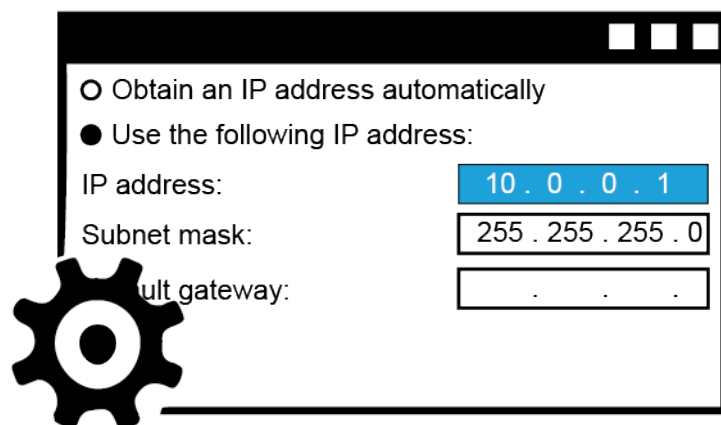 Obtain an IP address automatically
Use the following IP address:
IP address: 10 . 0 . 0 . 1
Subnet mask: 255 . 255 . 255 . 0
ult gateway: . . .